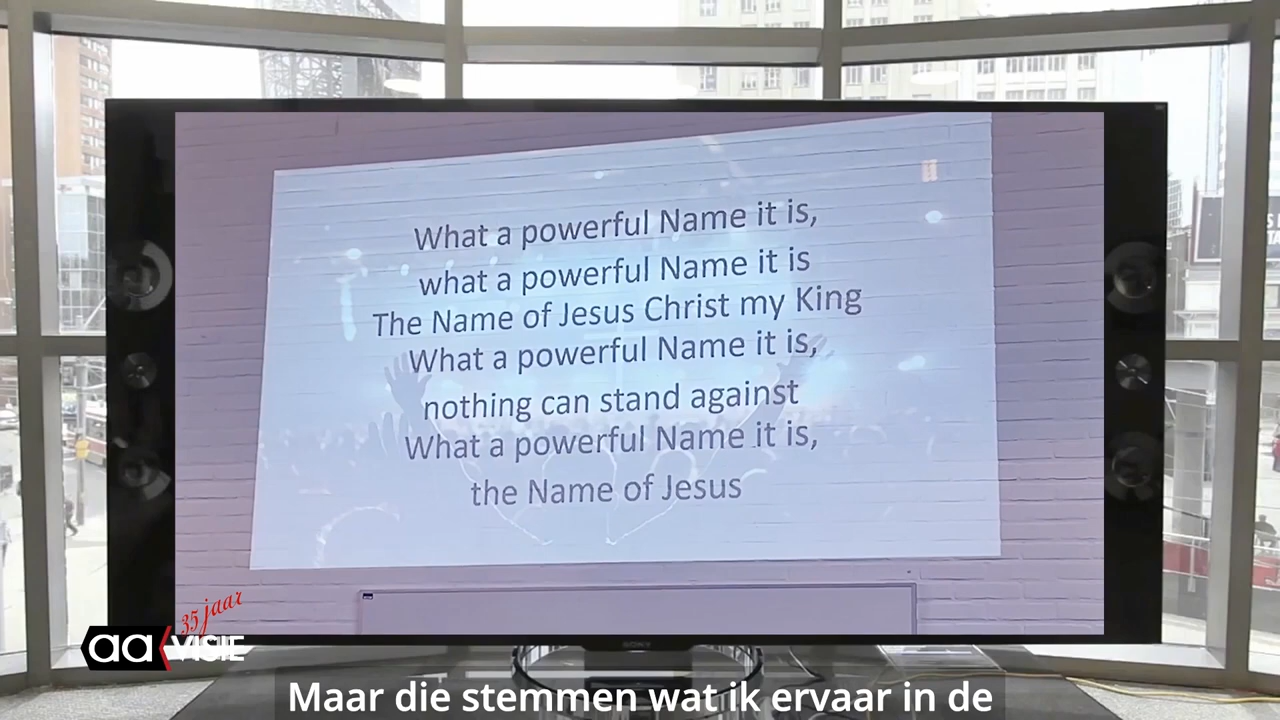 What a powerful Name it is,
what a powerful Name it is
The Name of Jesus Christ my King
What a powerful Name it is,
nothing can stand against
What a powerful Name it is,
the Name of Jesus
35 jaar
aa VISIE
SONY
Maar die stemmen wat ik ervaar in de